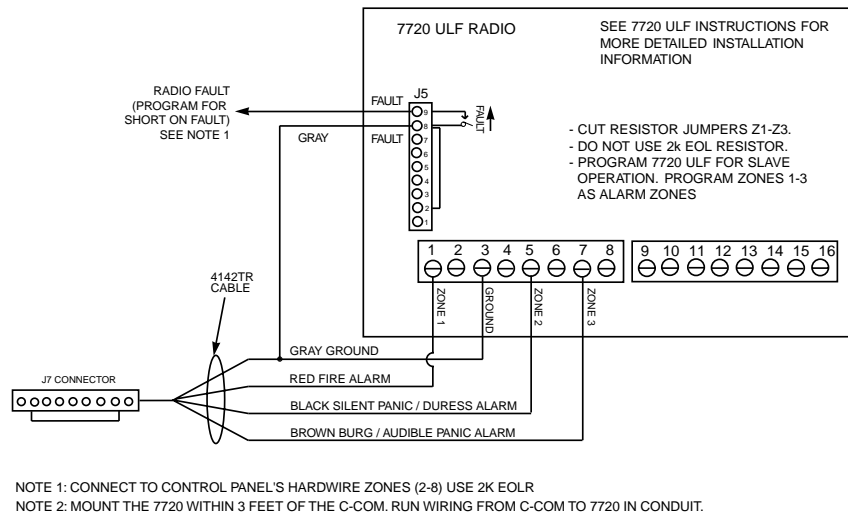 7720 ULF RADIO
SEE 7720 ULF INSTRUCTIONS FOR
MORE DETAILED INSTALLATION
INFORMATION
RADIO FAULT
(PROGRAM FOR
SHORT ON FAULT)
SEE NOTE 1
FAULT
GRAY
FAULT
J5
9
8
7
6
5
4
3
2
1
FAULT
- CUT RESISTOR JUMPERS Z1-Z3.
- DO NOT USE 2k EOL RESISTOR.
- PROGRAM 7720 ULF FOR SLAVE
OPERATION. PROGRAM ZONES 1-3
AS ALARM ZONES
1 2 3 4 5 6 7 8
9 10 11 12 13 14 15 16
ZONE 1
GROUND
ZONE 2
ZONE 3
4142TR
CABLE
GRAY GROUND
RED FIRE ALARM
BLACK SILENT PANIC / DURESS ALARM
BROWN BURG / AUDIBLE PANIC ALARM
J7 CONNECTOR
NOTE 1: CONNECT TO CONTROL PANEL'S HARDWIRE ZONES (2-8) USE 2K EOLR
NOTE 2: MOUNT THE 7720 WITHIN 3 FEET OF THE C-COM. RUN WIRING FROM C-COM TO 7720 IN CONDUIT.